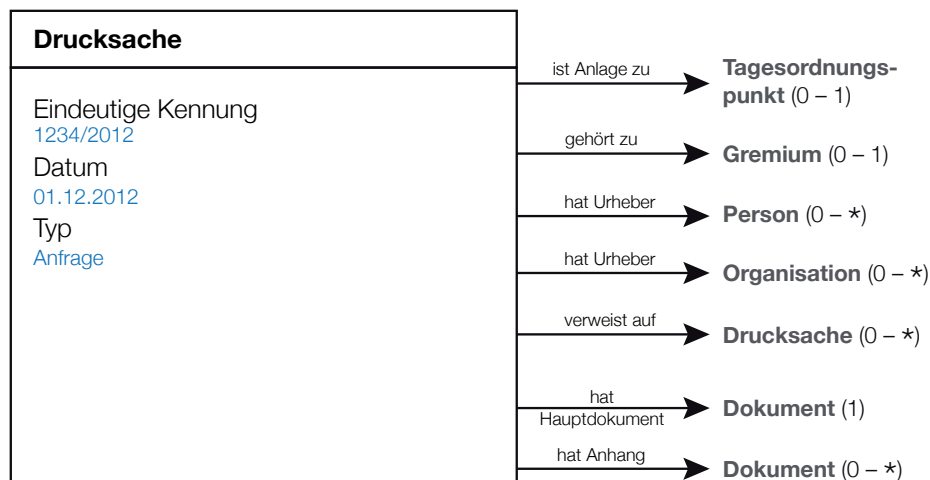 Drucksache
Eindeutige Kennung
1234/2012
Datum
01.12.2012
Typ
Anfrage
ist Anlage zu
Tagesordnungs-
punkt (0 – 1)
gehört zu
Gremium (0 – 1)
hat Urheber
Person (0 – *)
hat Urheber
Organisation (0 – *)
verweist auf
Drucksache (0 – *)
hat
Hauptdokument
Dokument (1)
hat Anhang
Dokument (0 – *)